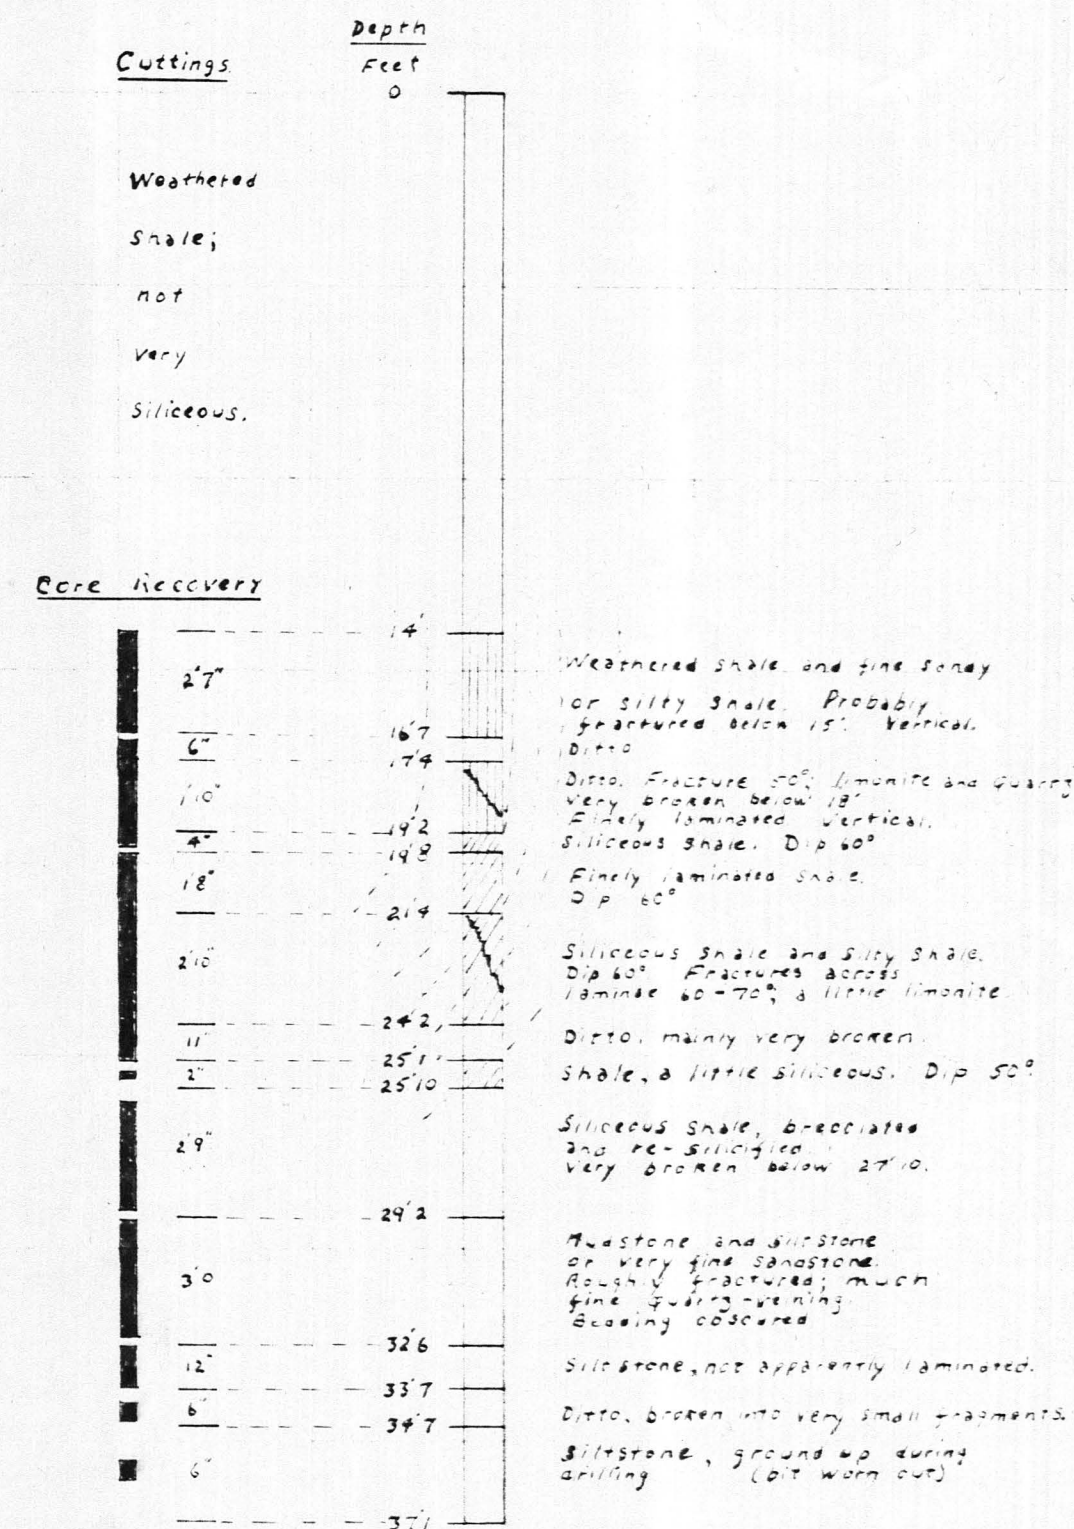 Depth
Cuttings
Feet
0
Weathered
Shale;
not
very
Siliceous.
Core Recovery
14'
2'7"
Weathered shale and fine sandy
or silty shale. Probably
fractured below 15'. Vertical.
16'7
6"
Ditto
17'4
1'10"
Ditto. Fracture 50°; limonite and quartz
Very broken below 18'
Finely laminated Vertical.
19'2
4"
Siliceous shale. Dip 60°
19'8
1'8"
Finely laminated shale.
Dip 60°
21'4
2'10"
Siliceous shale and silty shale.
Dip 60° Fractures across
laminae 60-70°; a little limonite.
24'2
11"
Ditto, mainly very broken.
25'1
2"
Shale, a little siliceous. Dip 50°.
25'10
2'9"
Siliceous shale, brecciated
and re-silicified.
Very broken below 27'10.
29'2
3'0
Mudstone and siltstone
or very fine sandstone.
Roughly fractured; much
fine quartz-veining.
Bedding obscured
32'6
12"
Siltstone, not apparently laminated.
33'7
6"
Ditto, broken into very small fragments.
34'7
6"
Siltstone, ground up during
drilling (bit worn out)
37'1